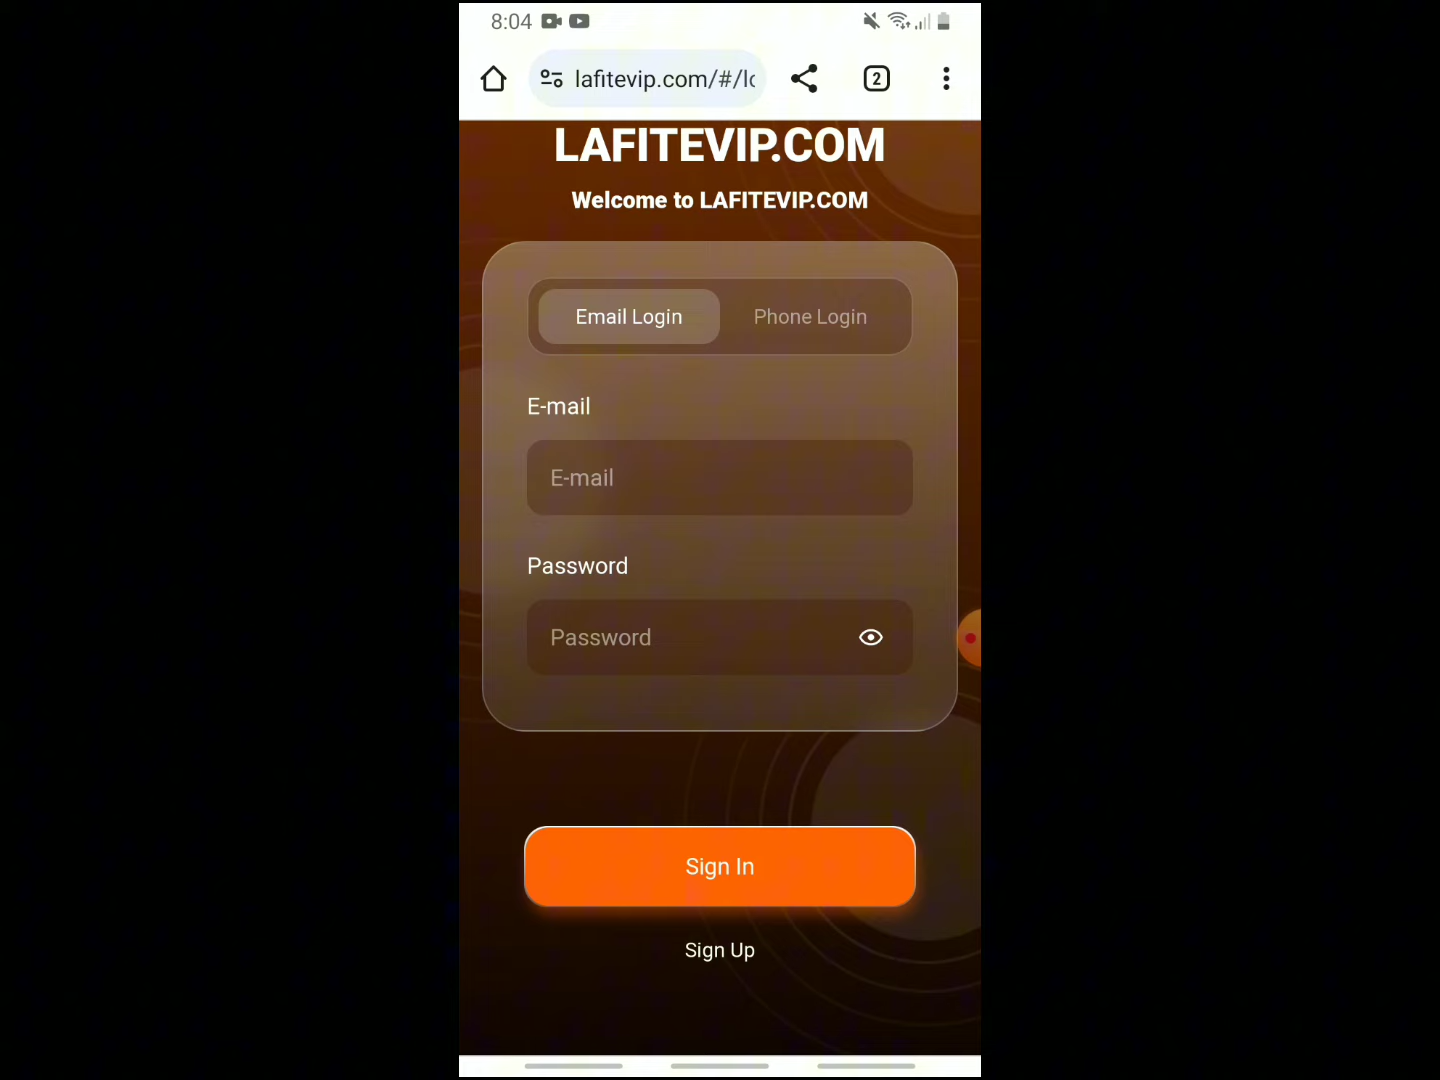 8:04
lafitevip.com/#/lo
2
LAFITEVIP.COM
Welcome to LAFITEVIP.COM
Email Login
Phone Login
E-mail
E-mail
Password
Password
Sign In
Sign Up